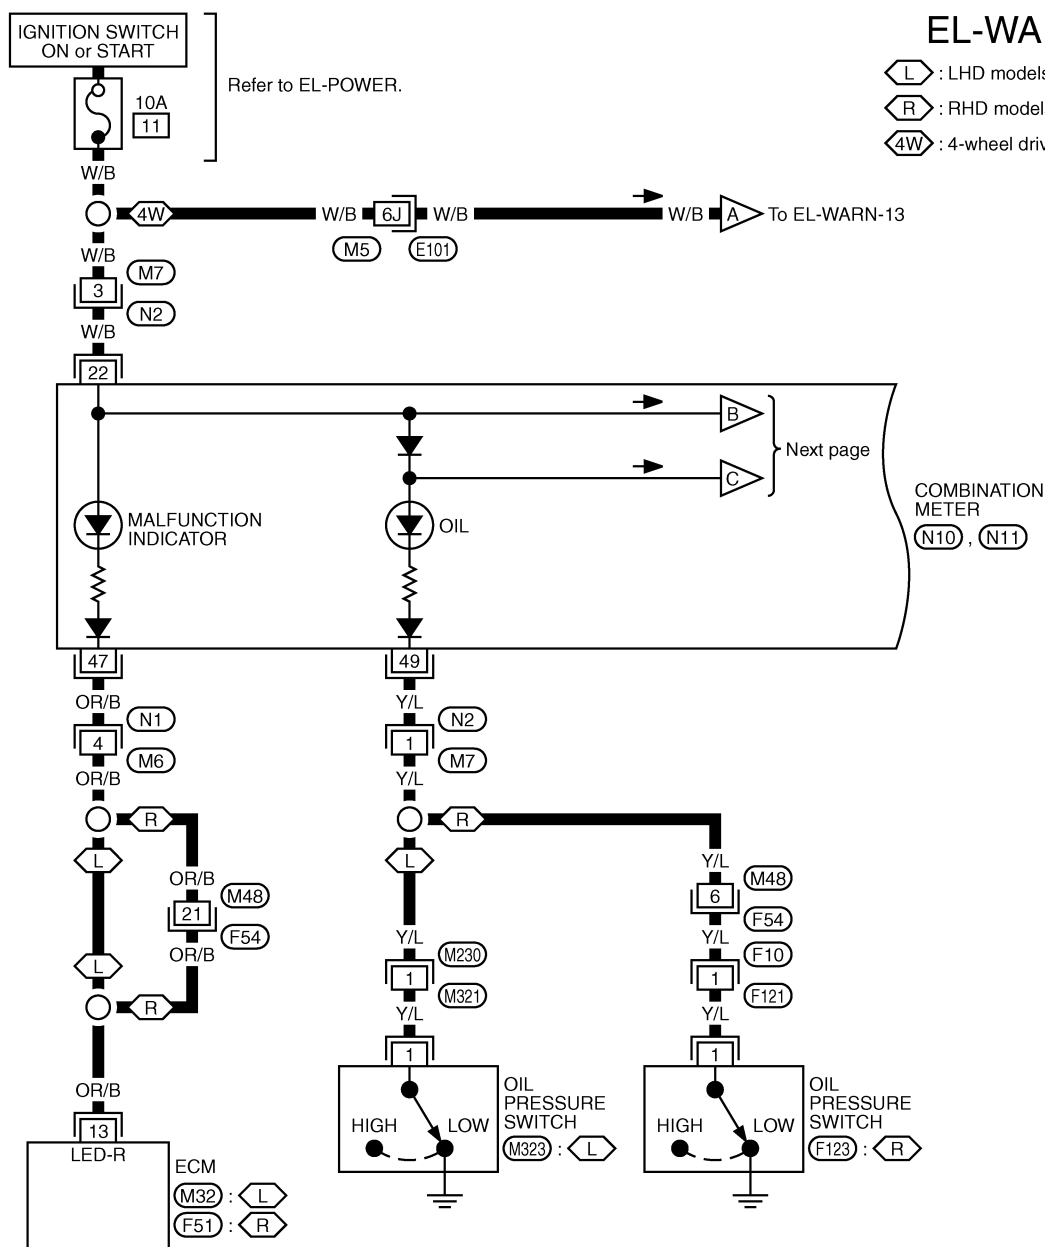 IGNITION SWITCH
ON or START
EL-WA
L : LHD models
R : RHD model
4W : 4-wheel driv
Refer to EL-POWER.
10A
11
W/B
4W
W/B
6J
W/B
W/B
A
To EL-WARN-13
M5
E101
W/B
M7
3
N2
W/B
22
B
Next page
C
COMBINATION
METER
N10 , N11
MALFUNCTION
INDICATOR
OIL
47
49
OR/B
Y/L
N1
N2
4
1
M6
M7
OR/B
Y/L
R
R
L
L
Y/L
OR/B
M48
M48
6
21
F54
F54
Y/L
Y/L
OR/B
M230
F10
L
1
1
M321
F121
R
Y/L
Y/L
1
1
OR/B
OIL
PRESSURE
SWITCH
OIL
PRESSURE
SWITCH
HIGH
LOW
HIGH
LOW
13
M323 : L
F123 : R
LED-R
ECM
M32 : L
F51 : R